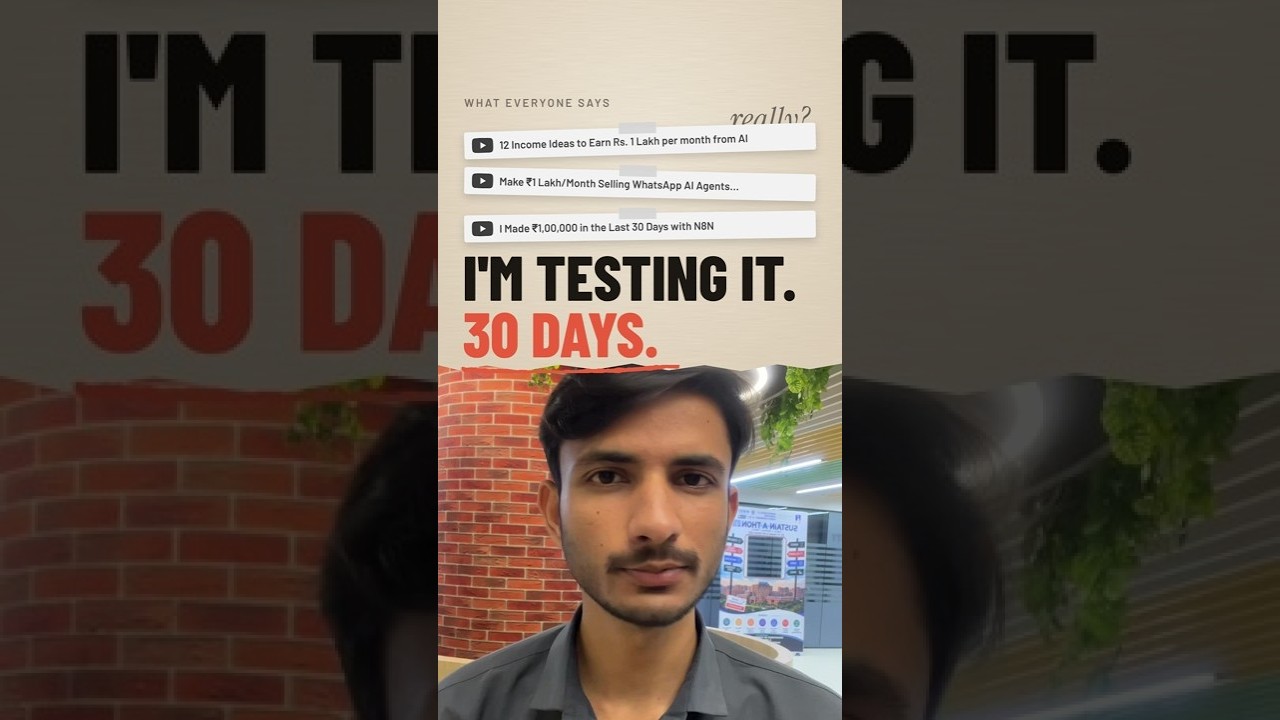 WHAT EVERYONE SAYS
really?
12 Income Ideas to Earn Rs. 1 Lakh per month from AI
Make ₹1 Lakh/Month Selling WhatsApp AI Agents...
I Made ₹1,00,000 in the Last 30 Days with N8N
I'M TESTING IT.
30 DAYS.
SUSTAIN-A-THON